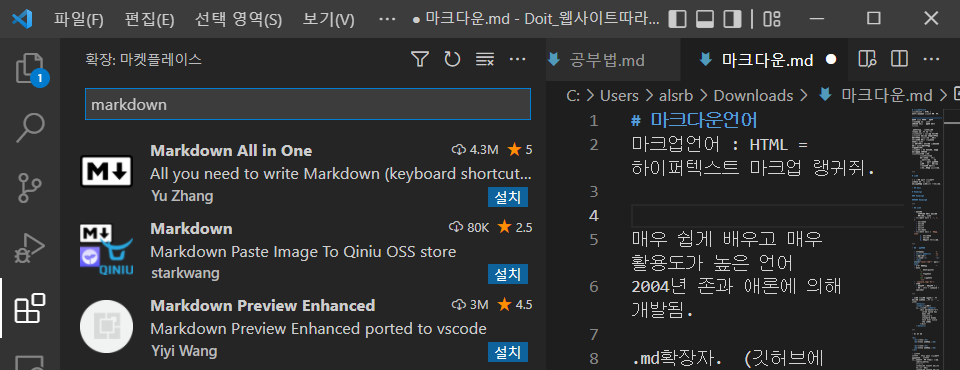 파일(F) 편집(E) 선택 영역(S) 보기(V) ··· ● 마크다운.md - Doit_웹사이트따라...
확장: 마켓플레이스
공부법.md 마크다운.md ●
1
markdown
C: > Users > alsrb > Downloads > 마크다운.md >
Markdown All in One 4.3M ★ 5
All you need to write Markdown (keyboard shortcut...
Yu Zhang 설치
Markdown 80K ★ 2.5
Markdown Paste Image To Qiniu OSS store
starkwang 설치
QINIU
Markdown Preview Enhanced 3M ★ 4.5
Markdown Preview Enhanced ported to vscode
Yiyi Wang 설치
1 # 마크다운언어
2 마크업언어 : HTML =
하이퍼텍스트 마크업 랭귀쥐.
3
4
5 매우 쉽게 배우고 매우
활용도가 높은 언어
6 2004년 존과 애론에 의해
개발됨.
7
8 .md확장자. (깃허브에